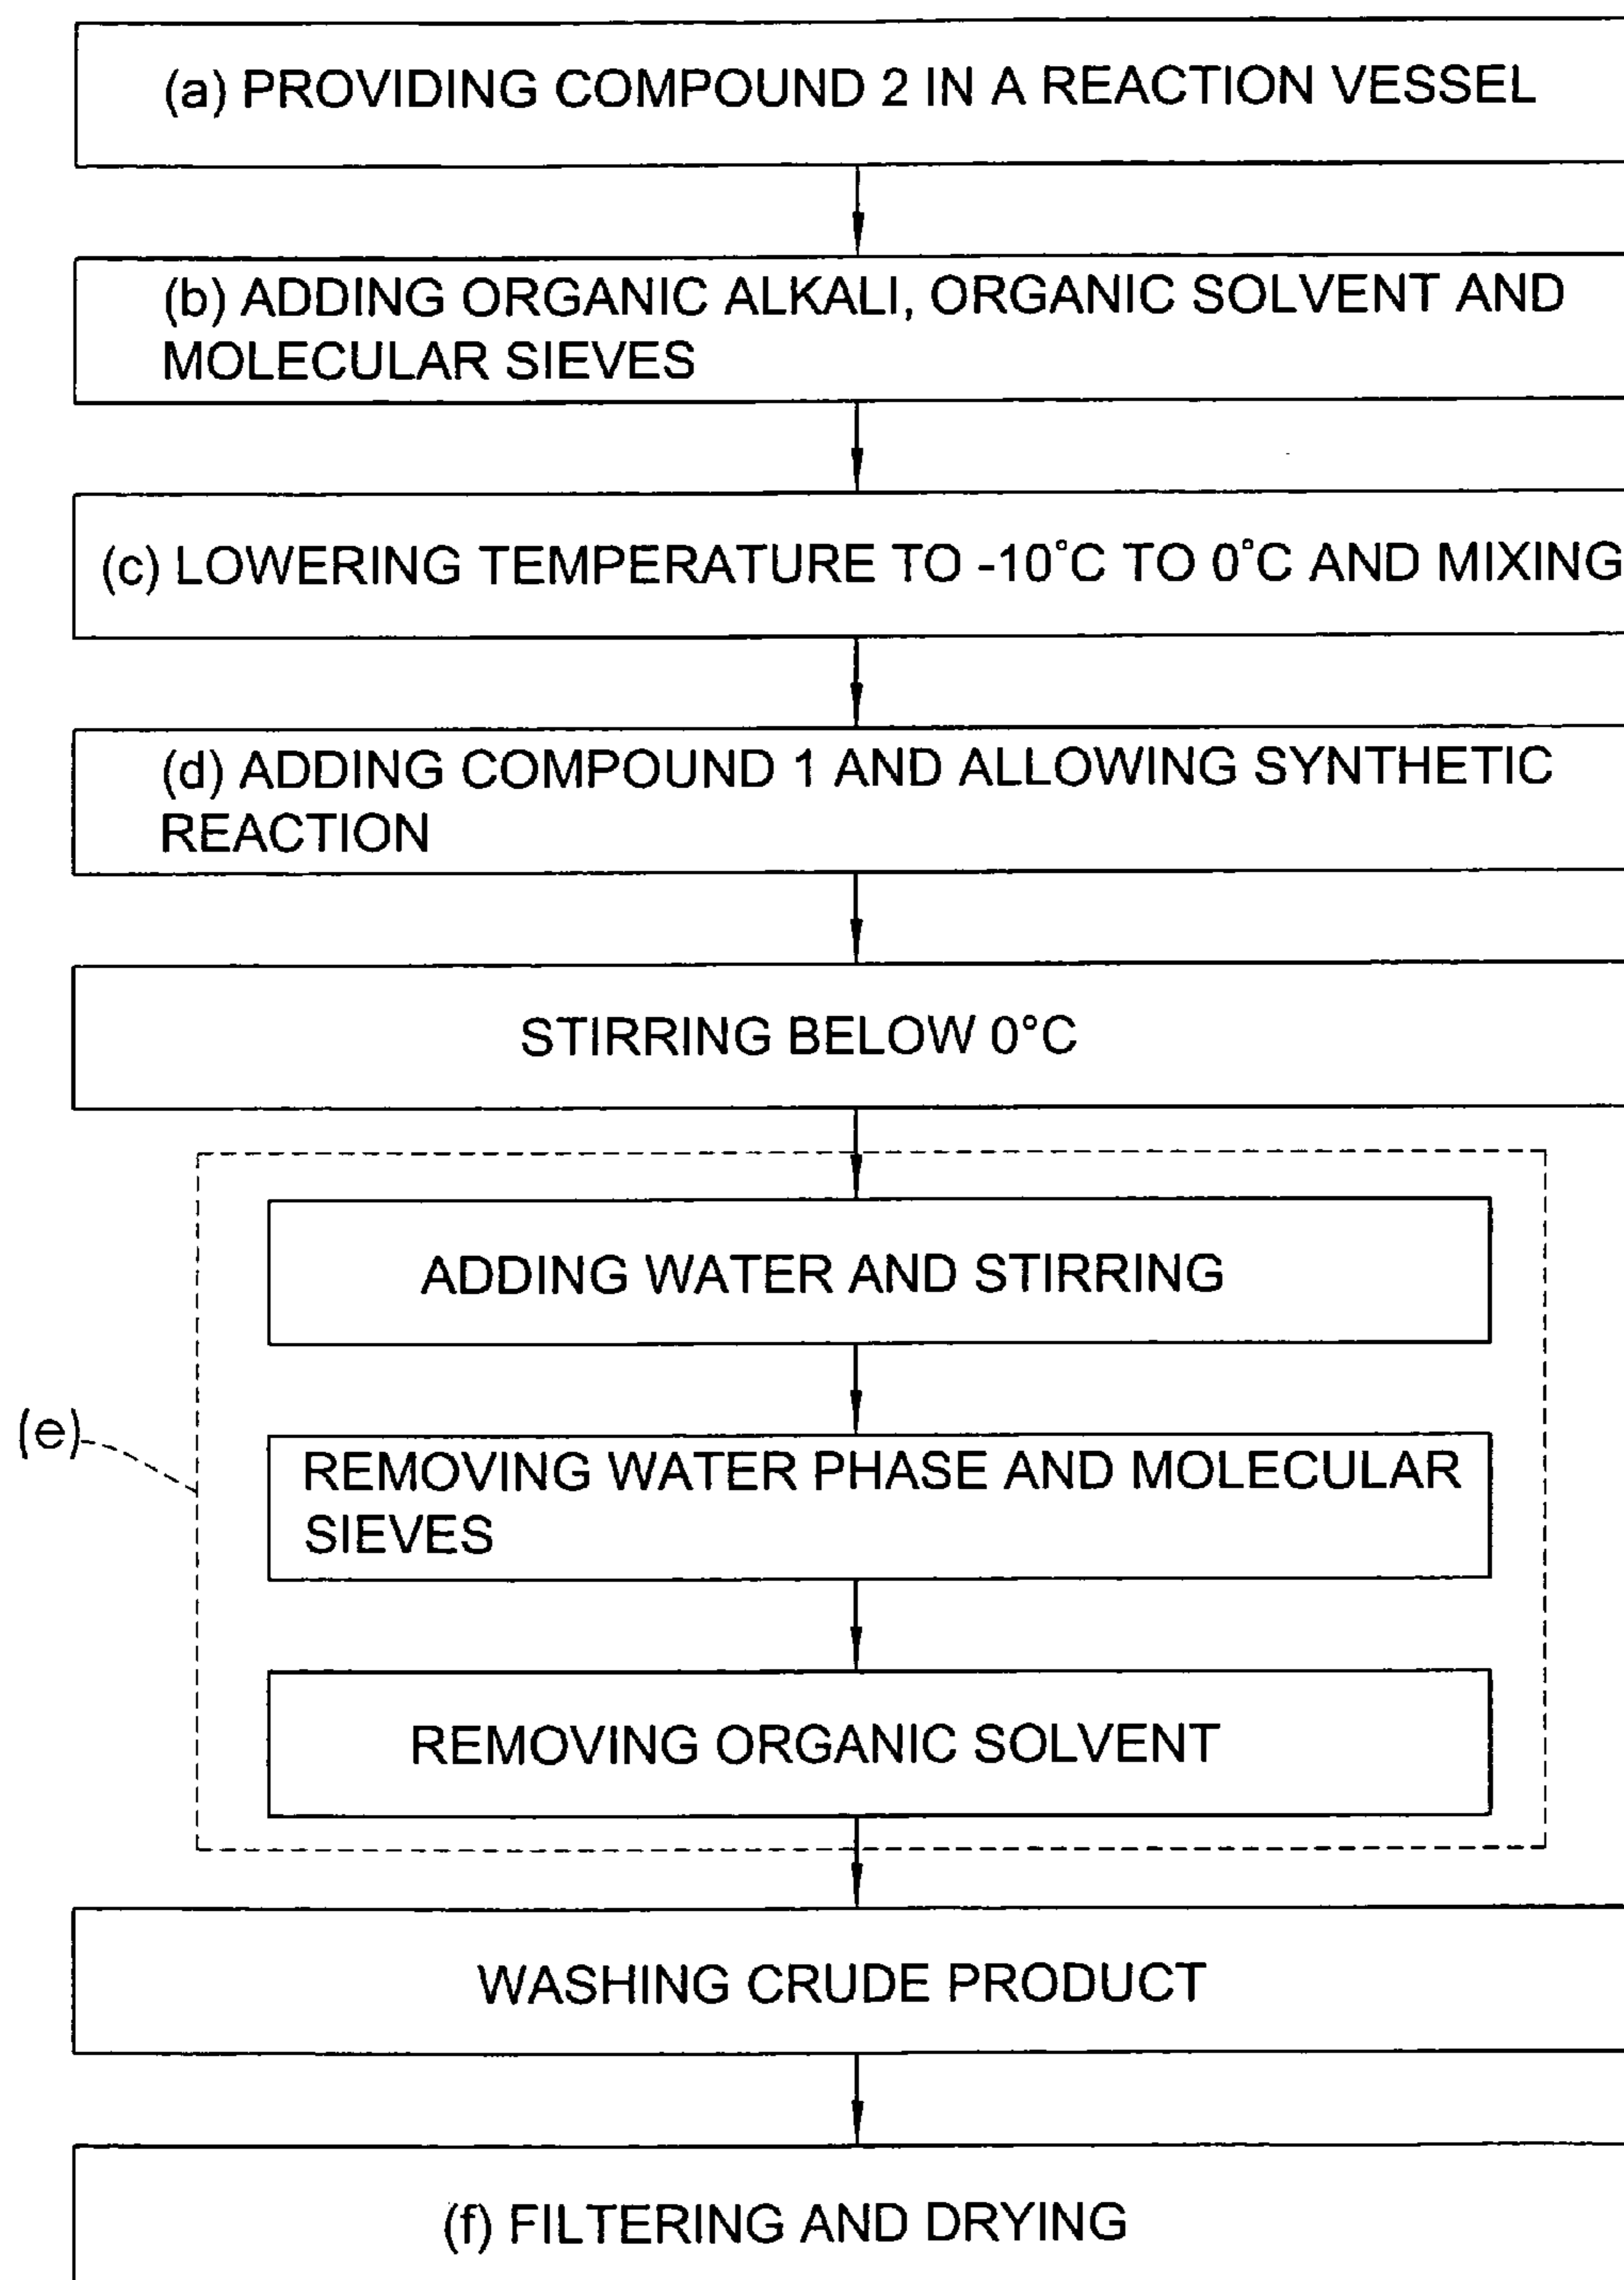 (a) PROVIDING COMPOUND 2 IN A REACTION VESSEL
(b) ADDING ORGANIC ALKALI, ORGANIC SOLVENT AND
MOLECULAR SIEVES
(c) LOWERING TEMPERATURE TO -10°C TO 0°C AND MIXING
(d) ADDING COMPOUND 1 AND ALLOWING SYNTHETIC
REACTION
STIRRING BELOW 0°C
ADDING WATER AND STIRRING
(e)
REMOVING WATER PHASE AND MOLECULAR
SIEVES
REMOVING ORGANIC SOLVENT
WASHING CRUDE PRODUCT
(f) FILTERING AND DRYING